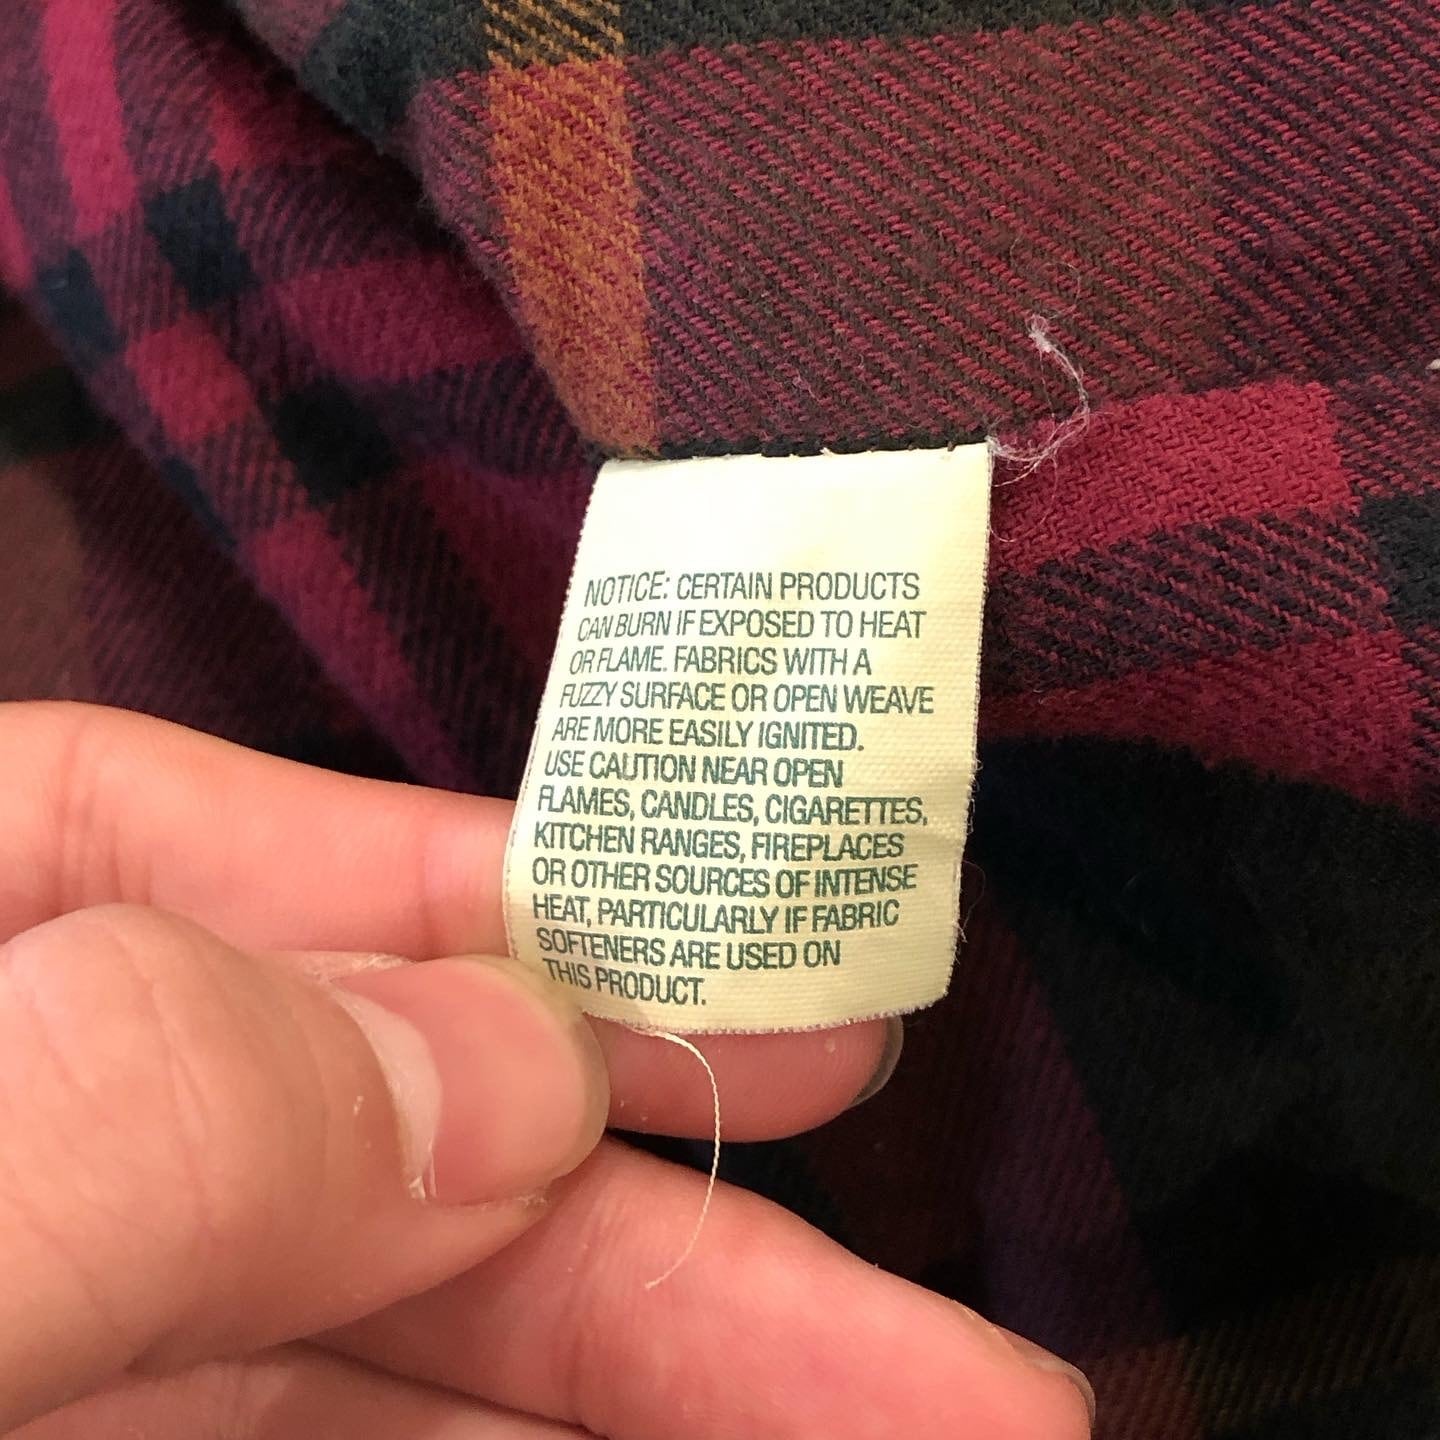 NOTICE: CERTAIN PRODUCTS
CAN BURN IF EXPOSED TO HEAT
OR FLAME. FABRICS WITH A
FUZZY SURFACE OR OPEN WEAVE
ARE MORE EASILY IGNITED.
USE CAUTION NEAR OPEN
FLAMES, CANDLES, CIGARETTES,
KITCHEN RANGES, FIREPLACES
OR OTHER SOURCES OF INTENSE
HEAT, PARTICULARLY IF FABRIC
SOFTENERS ARE USED ON
THIS PRODUCT.